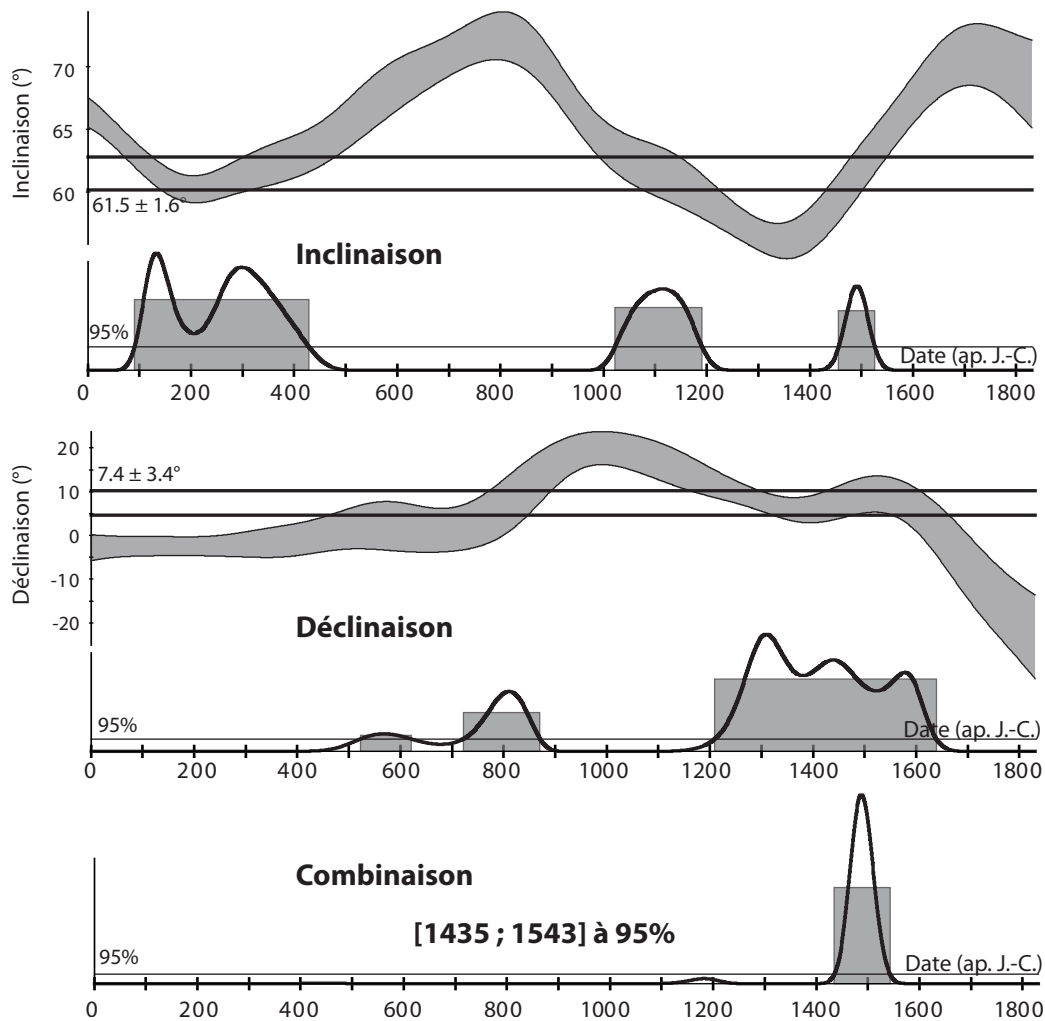 Inclinaison (°)
70
65
60
61.5 ± 1.6°
Inclinaison
95%
Date (ap. J.-C.)
0 200 400 600 800 1000 1200 1400 1600 1800
Déclinaison (°)
20
10
0
-10
-20
7.4 ± 3.4°
Déclinaison
95%
Date (ap. J.-C.)
0 200 400 600 800 1000 1200 1400 1600 1800
Combinaison
[1435 ; 1543] à 95%
95%
Date (ap. J.-C.)
0 200 400 600 800 1000 1200 1400 1600 1800